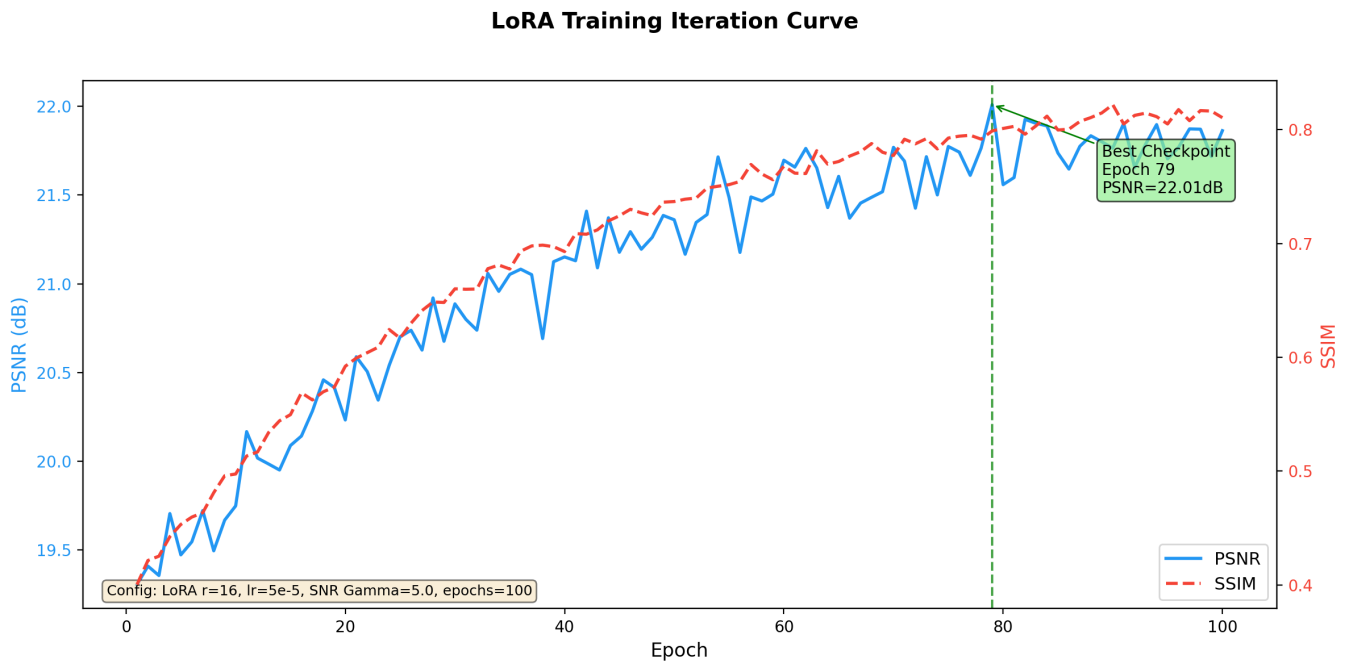 LoRA Training Iteration Curve
22.0
21.5
21.0
20.5
20.0
19.5
PSNR (dB)
0.8
0.7
0.6
0.5
0.4
SSIM
Best Checkpoint
Epoch 79
PSNR=22.01dB
PSNR
SSIM
Config: LoRA r=16, lr=5e-5, SNR Gamma=5.0, epochs=100
0 20 40 60 80 100
Epoch